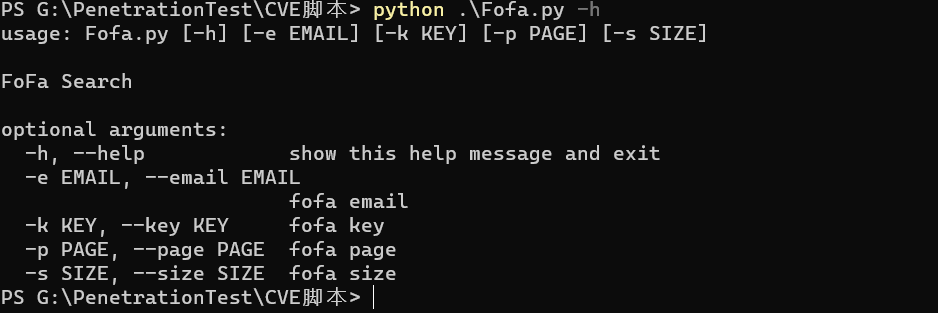 PS G:\PenetrationTest\CVE脚本> python .\Fofa.py -h
usage: Fofa.py [-h] [-e EMAIL] [-k KEY] [-p PAGE] [-s SIZE]
FoFa Search
optional arguments:
  -h, --help            show this help message and exit
  -e EMAIL, --email EMAIL
                        fofa email
  -k KEY, --key KEY     fofa key
  -p PAGE, --page PAGE  fofa page
  -s SIZE, --size SIZE  fofa size
PS G:\PenetrationTest\CVE脚本>